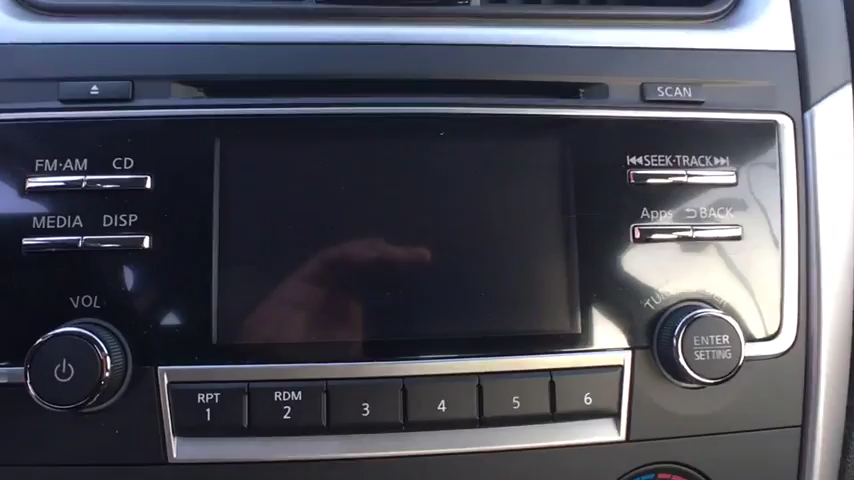 SCAN
FM·AM CD
SEEK·TRACK
MEDIA DISP
Apps BACK
VOL
ENTER
SETTING
RPT
1
RDM
2
3
4
5
6